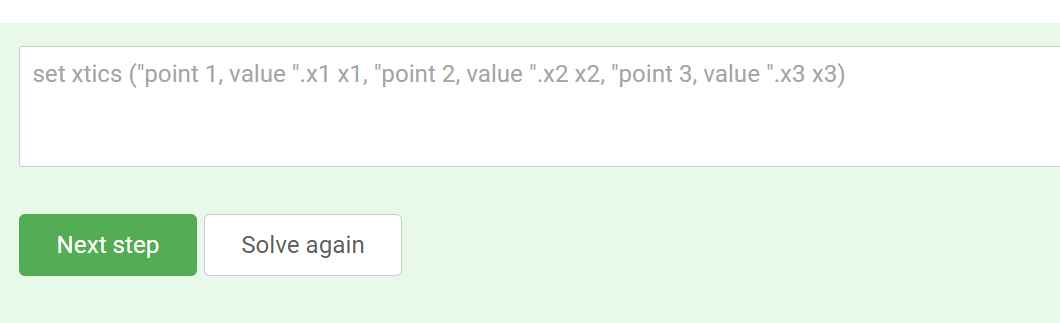 set xtics ("point 1, value ".x1 x1, "point 2, value ".x2 x2, "point 3, value ".x3 x3)
Next step
Solve again